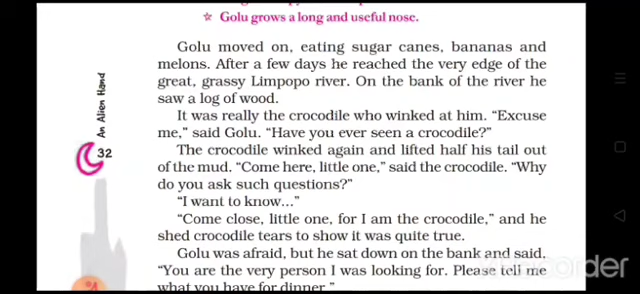 ☆ Golu grows a long and useful nose.
Golu moved on, eating sugar canes, bananas and
melons. After a few days he reached the very edge of the
great, grassy Limpopo river. On the bank of the river he
saw a log of wood.
It was really the crocodile who winked at him. “Excuse
me,” said Golu. “Have you ever seen a crocodile?”
The crocodile winked again and lifted half his tail out
of the mud. “Come here, little one,” said the crocodile. “Why
do you ask such questions?”
“I want to know...”
“Come close, little one, for I am the crocodile,” and he
shed crocodile tears to show it was quite true.
Golu was afraid, but he sat down on the bank and said.
“You are the very person I was looking for. Please tell me
what you have for dinner.”
An Alien Hand
32